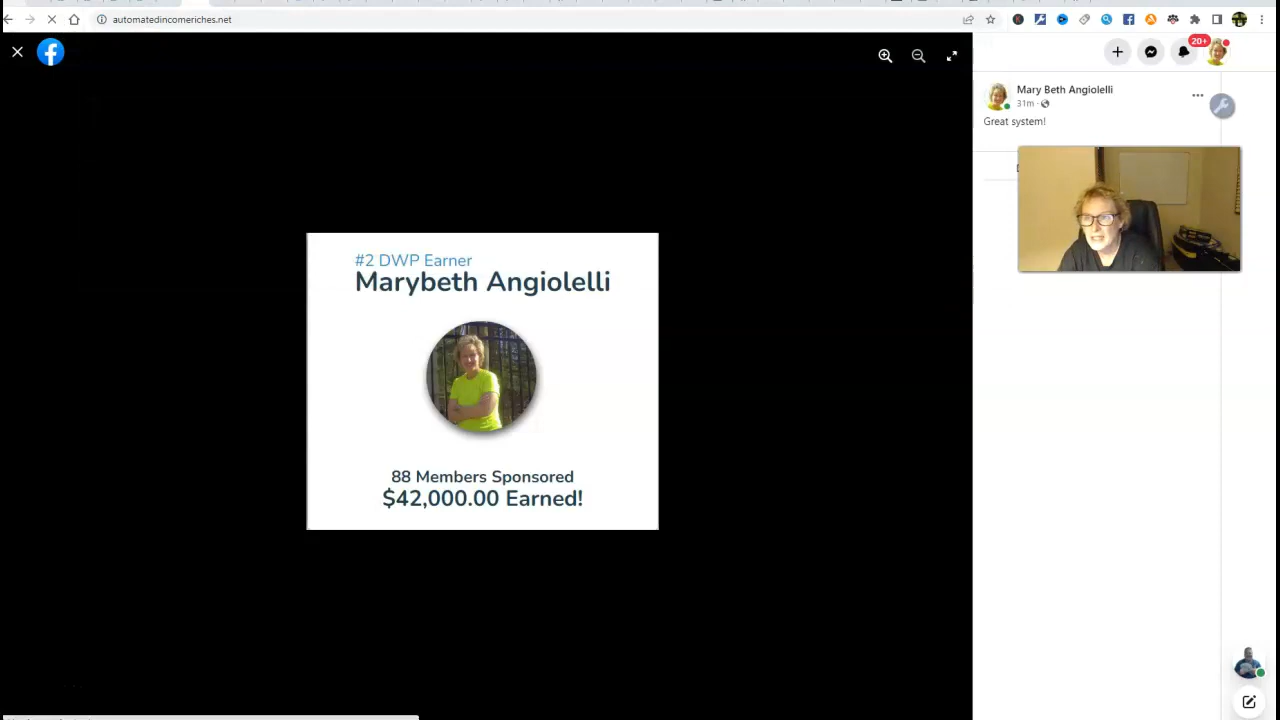 automatedincomeriches.net
20+
Mary Beth Angiolelli
31m
Great system!
#2 DWP Earner
Marybeth Angiolelli
88 Members Sponsored
$42,000.00 Earned!